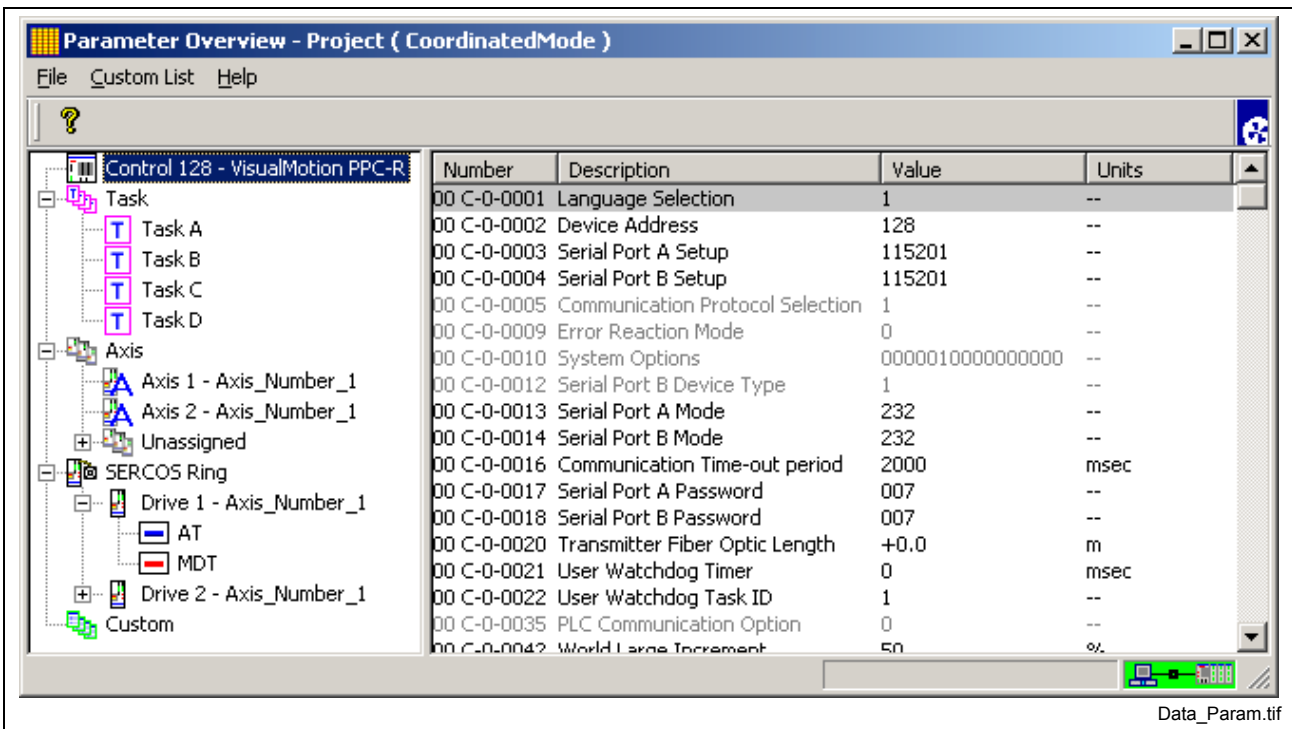 Parameter Overview - Project ( CoordinatedMode )
File Custom List Help
Control 128 - VisualMotion PPC-R
Task
Task A
Task B
Task C
Task D
Axis
Axis 1 - Axis_Number_1
Axis 2 - Axis_Number_1
Unassigned
SERCOS Ring
Drive 1 - Axis_Number_1
AT
MDT
Drive 2 - Axis_Number_1
Custom
Number Description Value Units
00 C-0-0001 Language Selection 1 --
00 C-0-0002 Device Address 128 --
00 C-0-0003 Serial Port A Setup 115201 --
00 C-0-0004 Serial Port B Setup 115201 --
00 C-0-0005 Communication Protocol Selection 1 --
00 C-0-0009 Error Reaction Mode 0 --
00 C-0-0010 System Options 0000010000000000 --
00 C-0-0012 Serial Port B Device Type 1 --
00 C-0-0013 Serial Port A Mode 232 --
00 C-0-0014 Serial Port B Mode 232 --
00 C-0-0016 Communication Time-out period 2000 msec
00 C-0-0017 Serial Port A Password 007 --
00 C-0-0018 Serial Port B Password 007 --
00 C-0-0020 Transmitter Fiber Optic Length +0.0 m
00 C-0-0021 User Watchdog Timer 0 msec
00 C-0-0022 User Watchdog Task ID 1 --
00 C-0-0035 PLC Communication Option 0 --
00 C-0-0042 World Large Increment 50 %
Data_Param.tif